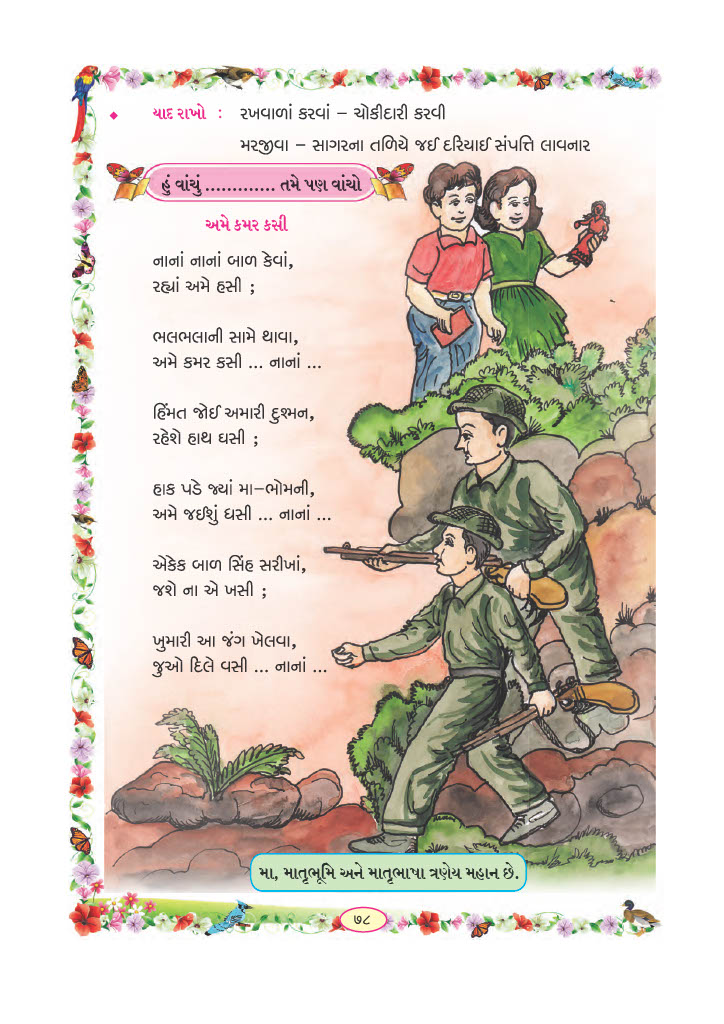 ◆ યાદ રાખો : રખવાળાં કરવાં – ચોકીદારી કરવી
મરજીવા – સાગરના તળિયે જઈ દરિયાઈ સંપત્તિ લાવનાર
હું વાંચું ............. તમે પણ વાંચો
અમે કમર કસી
નાનાં નાનાં બાળ કેવાં,
રહ્યાં અમે હસી ;
ભલભલાની સામે થાવા,
અમે કમર કસી ... નાનાં ...
હિંમત જોઈ અમારી દુશ્મન,
રહેશે હાથ ઘસી ;
હાક પડે જ્યાં મા–ભોમની,
અમે જઈશું ધસી ... નાનાં ...
એકેક બાળ સિંહ સરીખાં,
જશે ના એ ખસી ;
ખુમારી આ જંગ ખેલવા,
જુઓ દિલે વસી ... નાનાં ...
મા, માતૃભૂમિ અને માતૃભાષા ત્રણેય મહાન છે.
૭૮